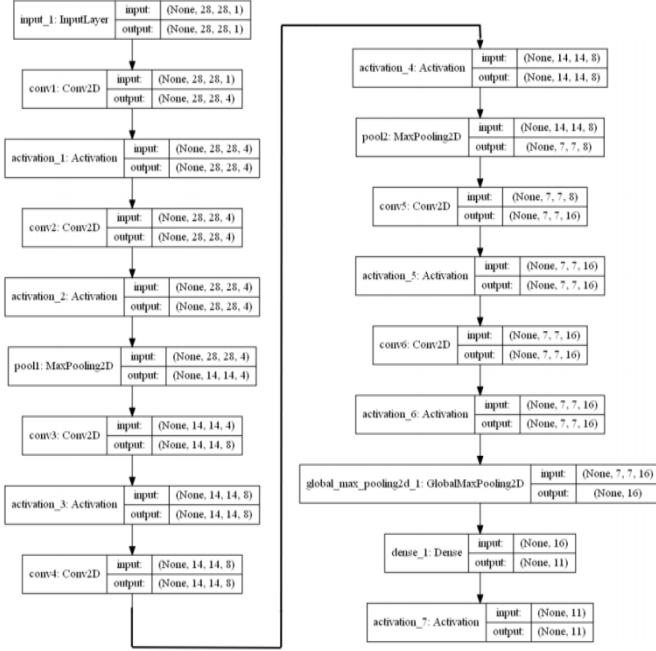 input_1: InputLayer
input: (None, 28, 28, 1)
output: (None, 28, 28, 1)
conv1: Conv2D
input: (None, 28, 28, 1)
output: (None, 28, 28, 4)
activation_1: Activation
input: (None, 28, 28, 4)
output: (None, 28, 28, 4)
conv2: Conv2D
input: (None, 28, 28, 4)
output: (None, 28, 28, 4)
activation_2: Activation
input: (None, 28, 28, 4)
output: (None, 28, 28, 4)
pool1: MaxPooling2D
input: (None, 28, 28, 4)
output: (None, 14, 14, 4)
conv3: Conv2D
input: (None, 14, 14, 4)
output: (None, 14, 14, 8)
activation_3: Activation
input: (None, 14, 14, 8)
output: (None, 14, 14, 8)
conv4: Conv2D
input: (None, 14, 14, 8)
output: (None, 14, 14, 8)
activation_4: Activation
input: (None, 14, 14, 8)
output: (None, 14, 14, 8)
pool2: MaxPooling2D
input: (None, 14, 14, 8)
output: (None, 7, 7, 8)
conv5: Conv2D
input: (None, 7, 7, 8)
output: (None, 7, 7, 16)
activation_5: Activation
input: (None, 7, 7, 16)
output: (None, 7, 7, 16)
conv6: Conv2D
input: (None, 7, 7, 16)
output: (None, 7, 7, 16)
activation_6: Activation
input: (None, 7, 7, 16)
output: (None, 7, 7, 16)
global_max_pooling2d_1: GlobalMaxPooling2D
input: (None, 7, 7, 16)
output: (None, 16)
dense_1: Dense
input: (None, 16)
output: (None, 11)
activation_7: Activation
input: (None, 11)
output: (None, 11)